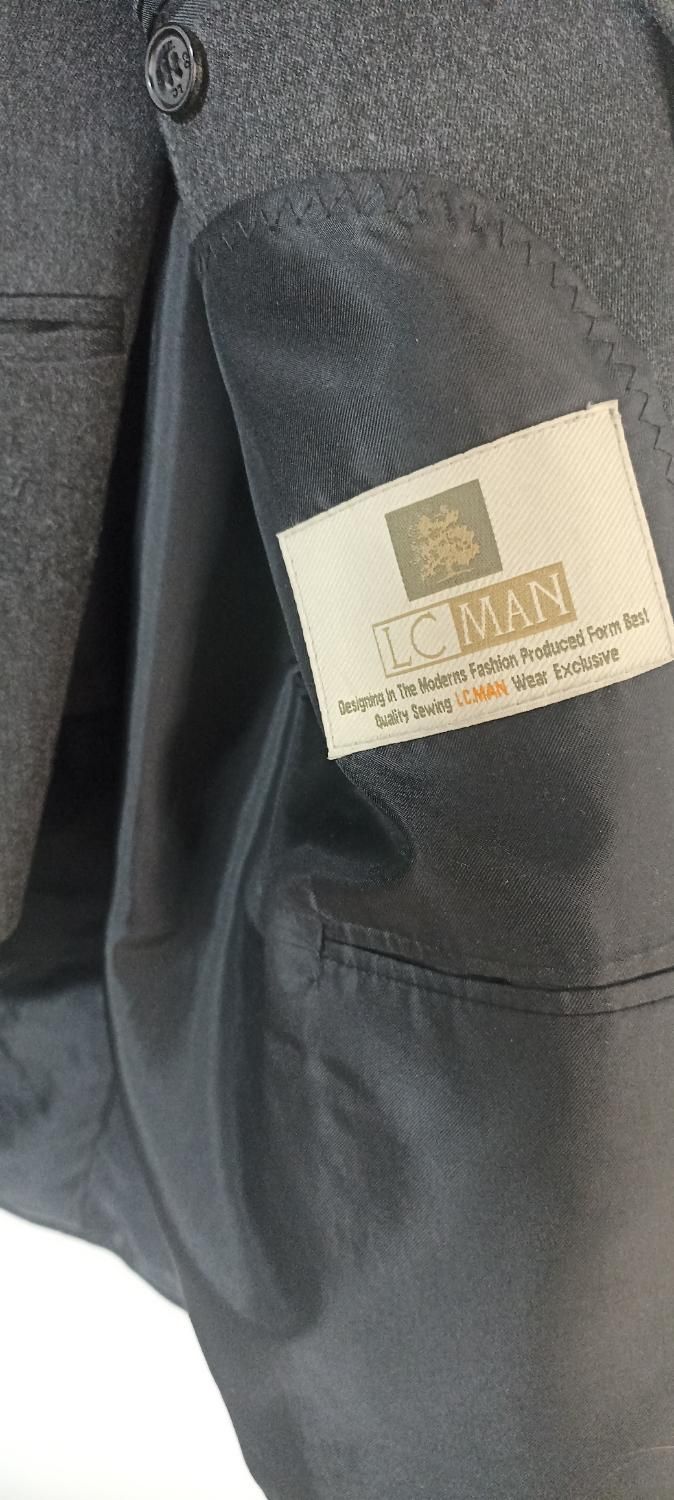 LC MAN
Designing In The Moderns Fashion Produced Form Best
Quality Sewing LC.MAN Wear Exclusive